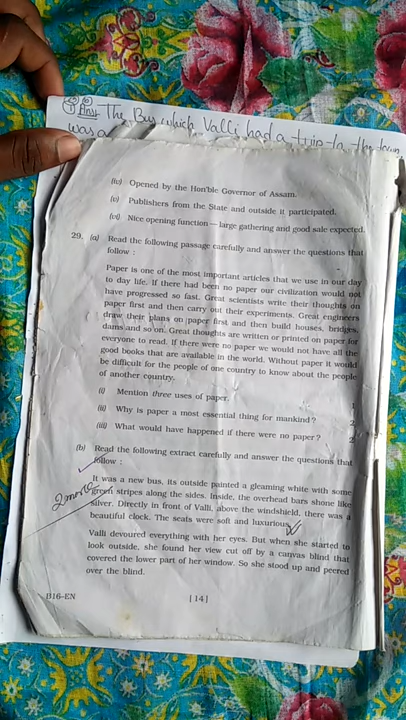 Ans:- The Bus which Valli had a trip to the town
was a
(iv) Opened by the Hon'ble Governor of Assam.
(v) Publishers from the State and outside it participated.
(vi) Nice opening function—large gathering and good sale expected.
29. (a) Read the following passage carefully and answer the questions that
follow :
Paper is one of the most important articles that we use in our day
to day life. If there had been no paper our civilization would not
have progressed so fast. Great scientists write their thoughts on
paper first and then carry out their experiments. Great engineers
draw their plans on paper first and then build houses, bridges,
dams and so on. Great thoughts are written or printed on paper for
everyone to read. If there were no paper we would not have all the
good books that are available in the world. Without paper it would
be difficult for the people of one country to know about the people
of another country.
(i) Mention three uses of paper. 1
(ii) Why is paper a most essential thing for mankind? 2
(iii) What would have happened if there were no paper? 2
(b) Read the following extract carefully and answer the questions that
follow :
It was a new bus, its outside painted a gleaming white with some
green stripes along the sides. Inside, the overhead bars shone like
silver. Directly in front of Valli, above the windshield, there was a
beautiful clock. The seats were soft and luxurious.
Valli devoured everything with her eyes. But when she started to
look outside, she found her view cut off by a canvas blind that
covered the lower part of her window. So she stood up and peered
over the blind.
B16-EN [ 14 ]